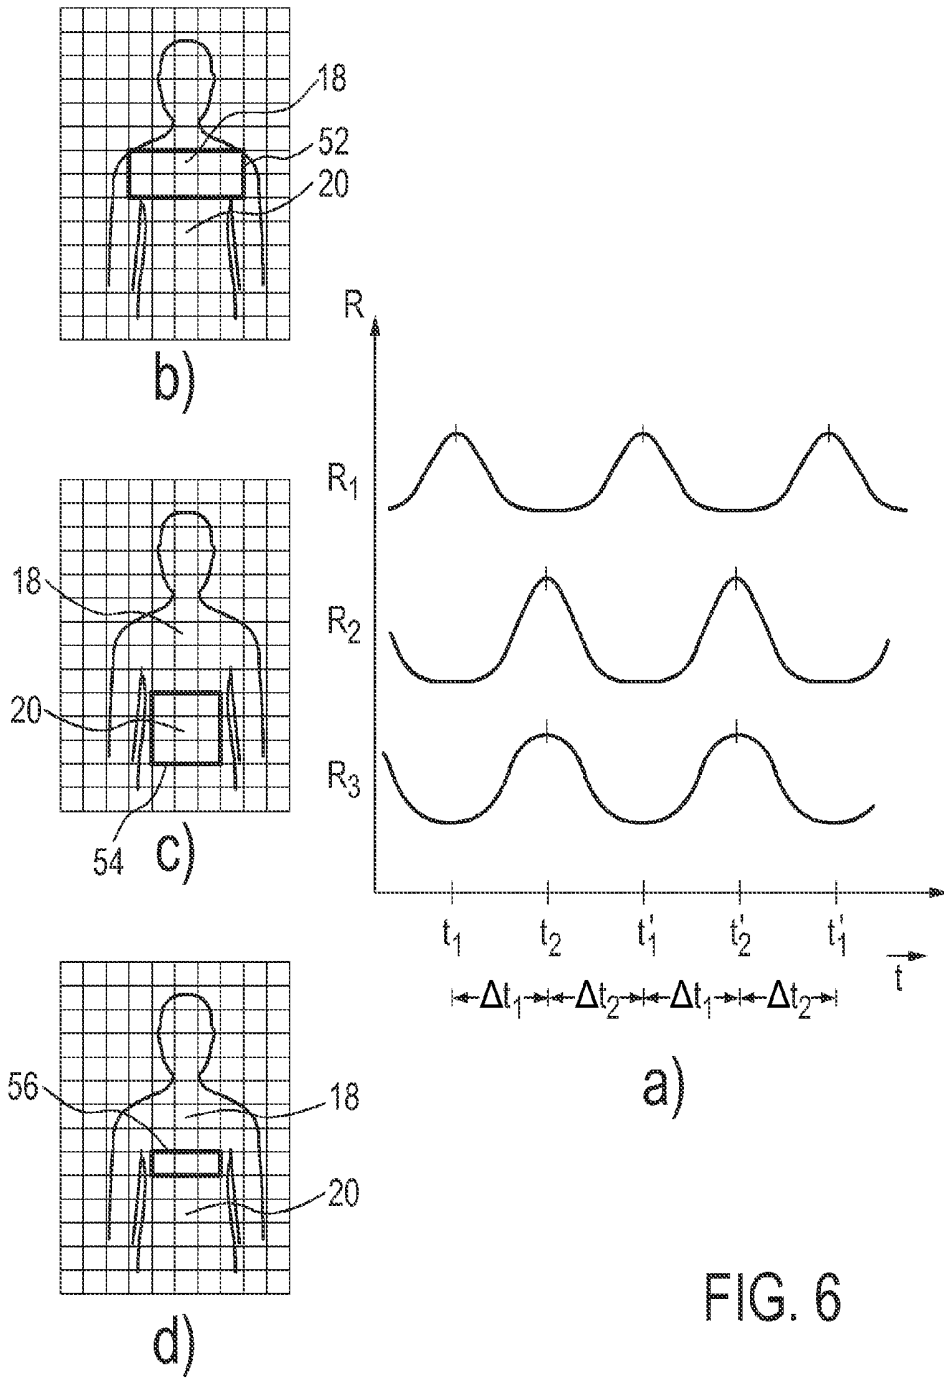 18
52
20
b)
18
20
54
c)
56
18
20
d)
R
R1
R2
R3
t1 t2 t'1 t'2 t'1
t
Δt1 Δt2 Δt1 Δt2
a)
FIG. 6